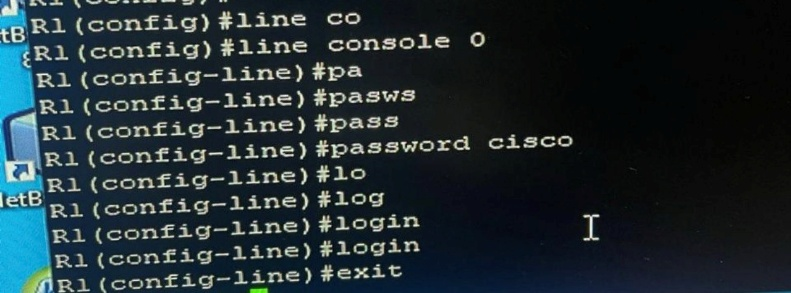 R1(config)#line co
R1(config)#line console 0
R1(config-line)#pa
R1(config-line)#pasws
R1(config-line)#pass
R1(config-line)#password cisco
R1(config-line)#lo
R1(config-line)#log
R1(config-line)#login
R1(config-line)#login
R1(config-line)#exit